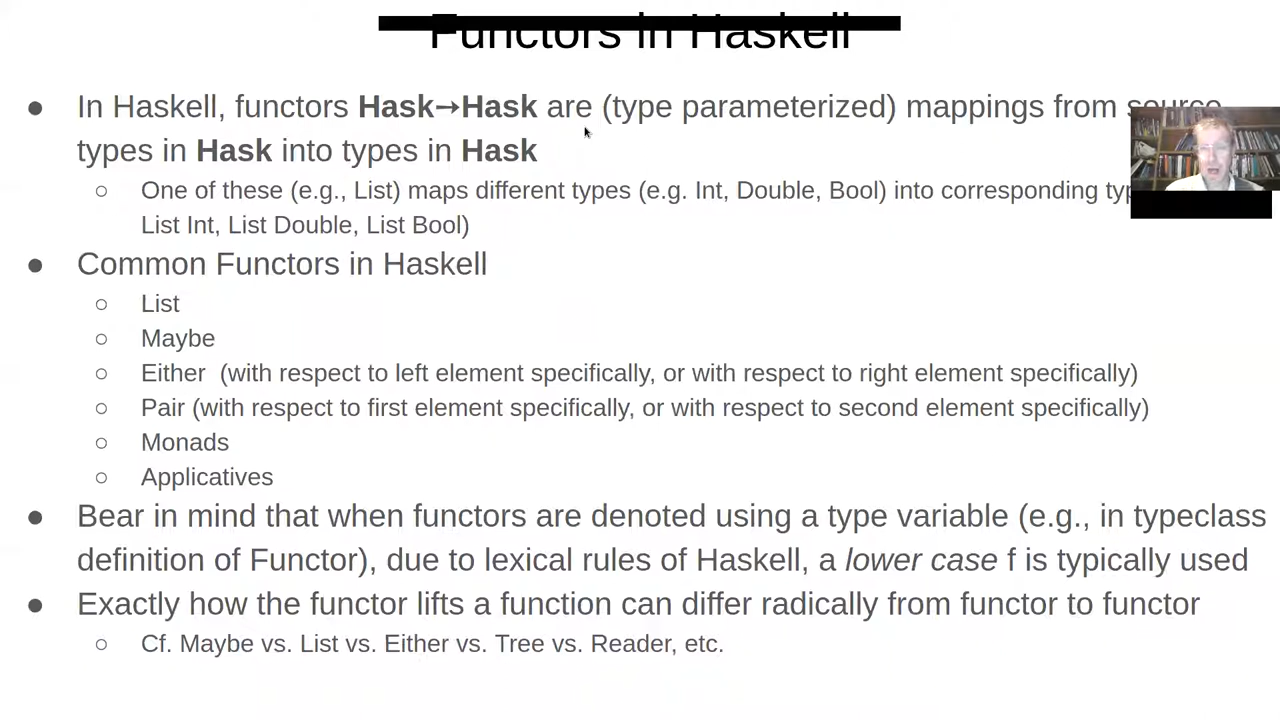 Functors in Haskell
● In Haskell, functors Hask→Hask are (type parameterized) mappings from source
types in Hask into types in Hask
○ One of these (e.g., List) maps different types (e.g. Int, Double, Bool) into corresponding
List Int, List Double, List Bool)
● Common Functors in Haskell
○ List
○ Maybe
○ Either (with respect to left element specifically, or with respect to right element specifically)
○ Pair (with respect to first element specifically, or with respect to second element specifically)
○ Monads
○ Applicatives
● Bear in mind that when functors are denoted using a type variable (e.g., in typeclass
definition of Functor), due to lexical rules of Haskell, a lower case f is typically used
● Exactly how the functor lifts a function can differ radically from functor to functor
○ Cf. Maybe vs. List vs. Either vs. Tree vs. Reader, etc.